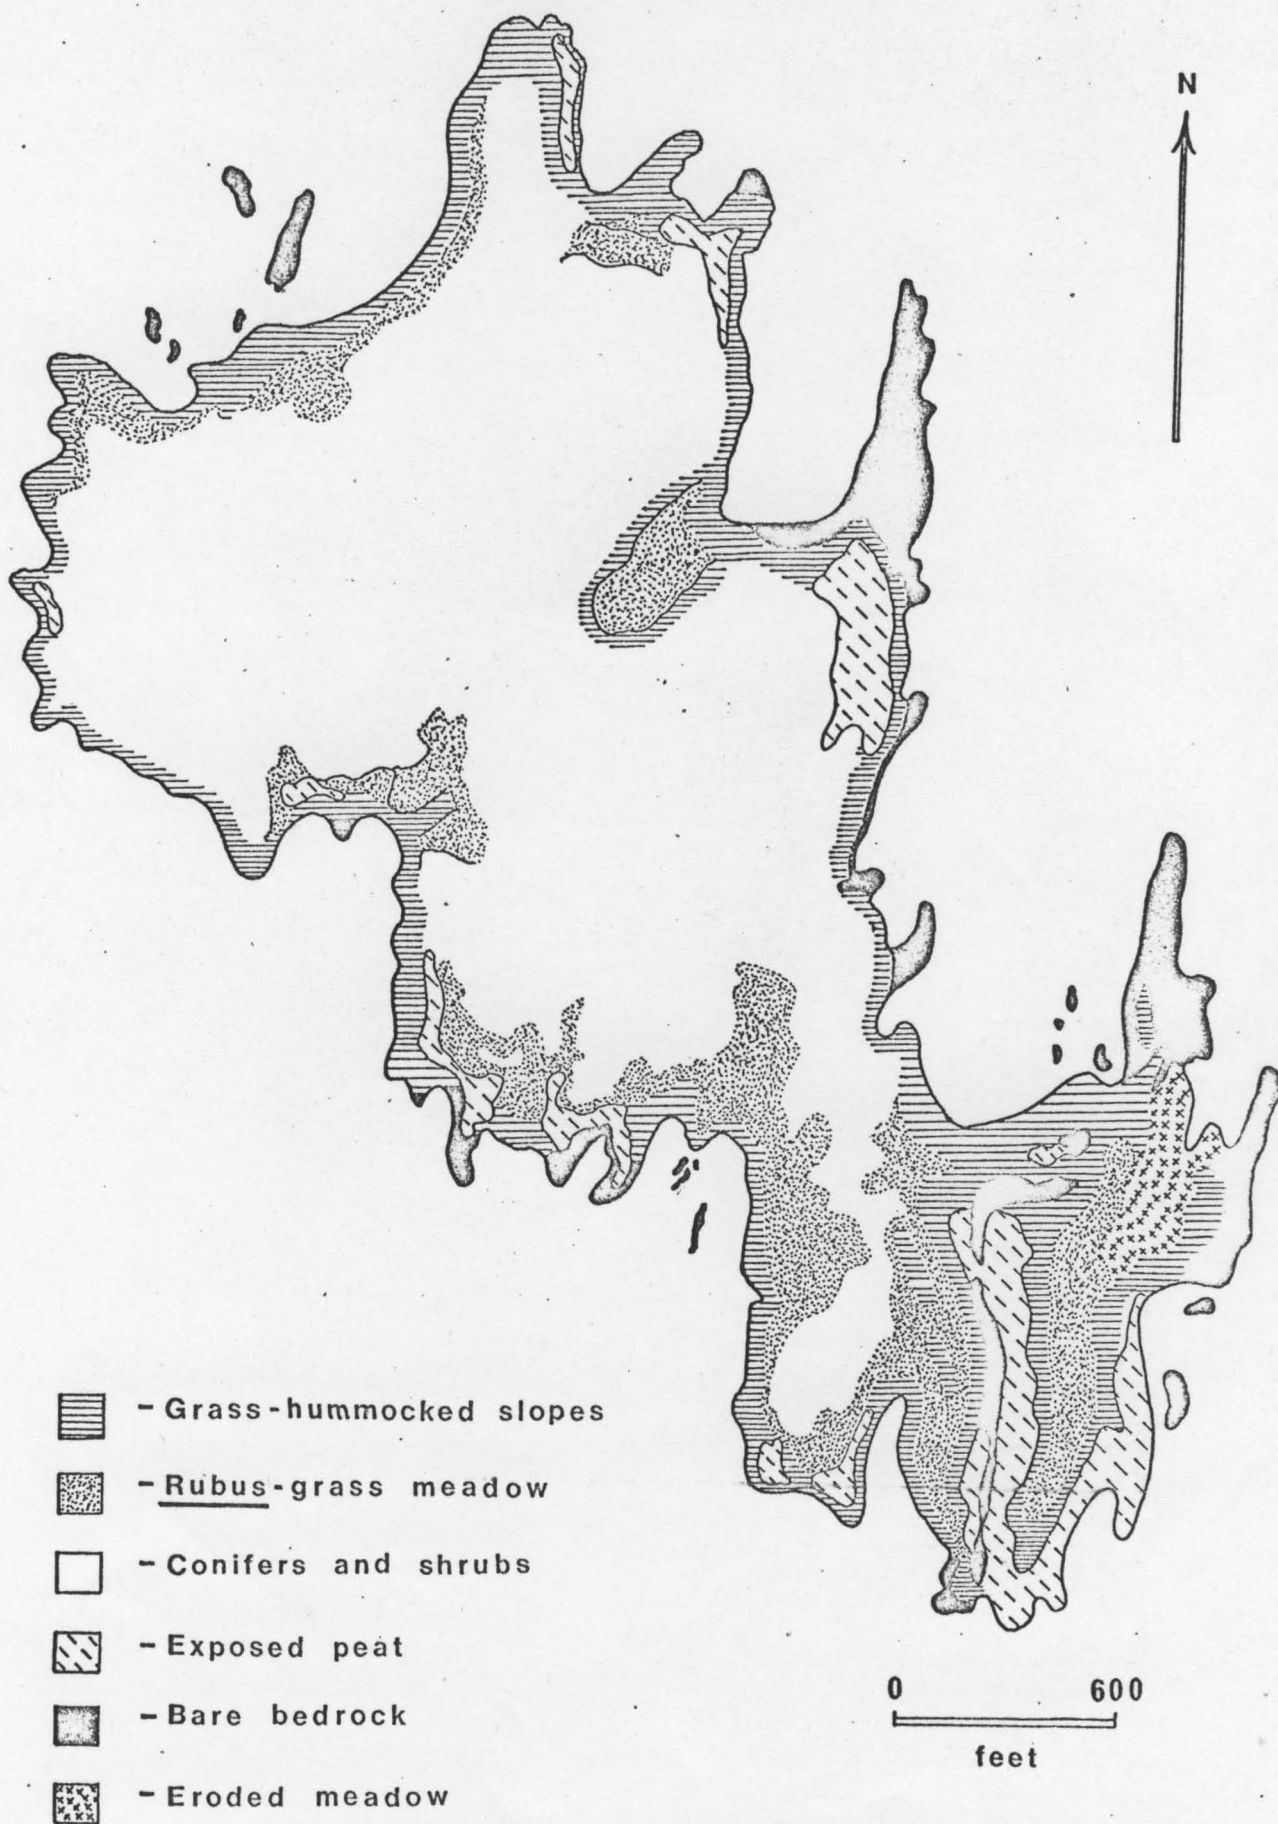 N
- Grass-hummocked slopes
- Rubus-grass meadow
- Conifers and shrubs
- Exposed peat
- Bare bedrock
- Eroded meadow
0 600
feet